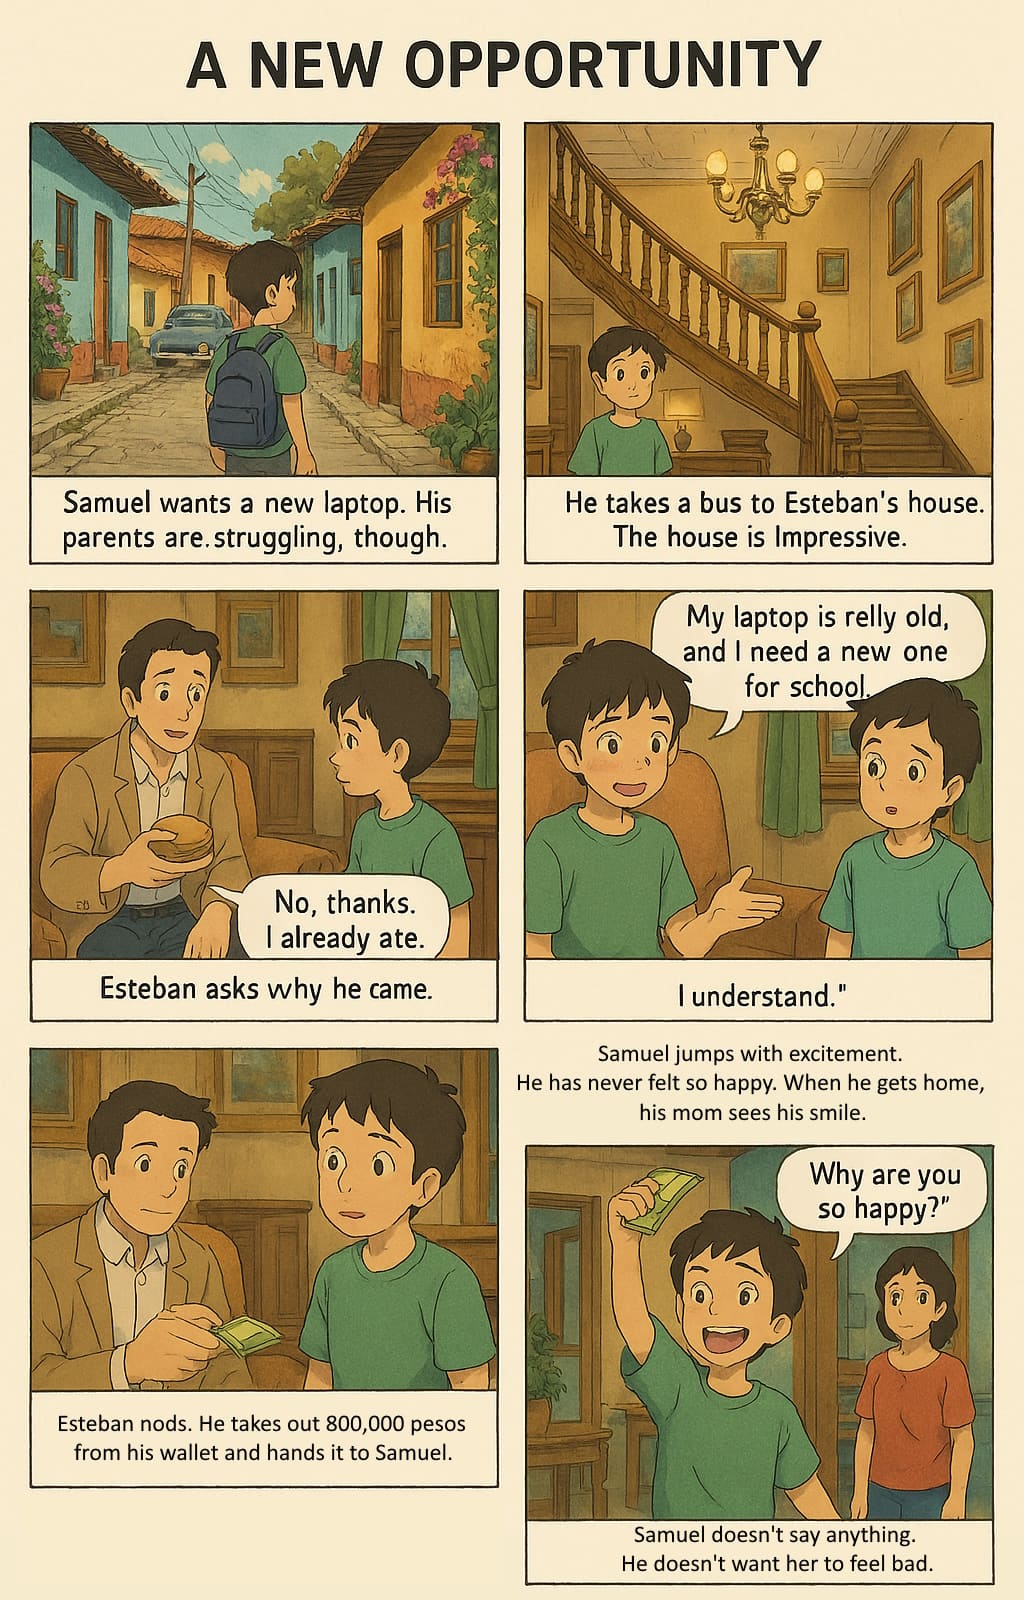 A NEW OPPORTUNITY
Samuel wants a new laptop. His
parents are.struggling, though.
He takes a bus to Esteban's house.
The house is Impressive.
No, thanks.
I already ate.
Esteban asks why he came.
My laptop is relly old,
and I need a new one
for school.
I understand."
Esteban nods. He takes out 800,000 pesos
from his wallet and hands it to Samuel.
Samuel jumps with excitement.
He has never felt so happy. When he gets home,
his mom sees his smile.
Why are you
so happy?"
Samuel doesn't say anything.
He doesn't want her to feel bad.